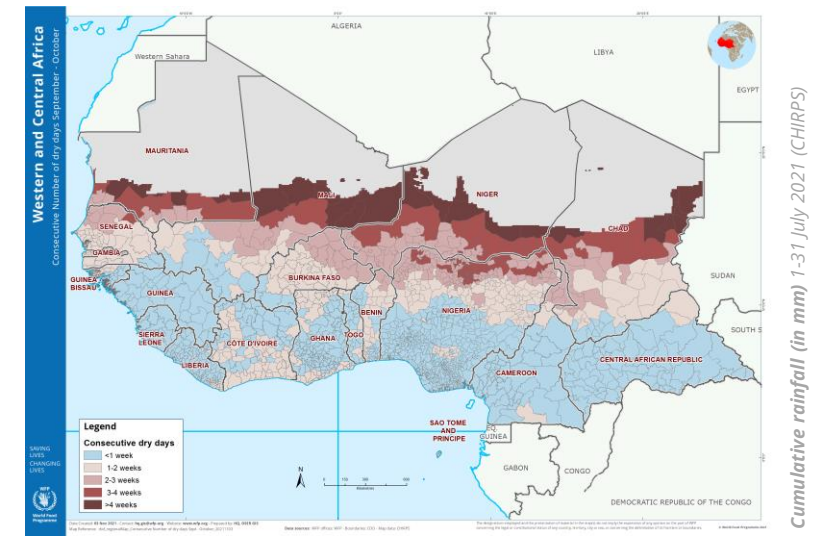 Western and Central Africa
Consecutive Number of dry days September - October
ALGERIA
LIBYA
EGYPT
Western Sahara
MAURITANIA
MALI
NIGER
CHAD
SUDAN
SENEGAL
GAMBIA
GUINEA
BISSAU
GUINEA
SIERRA
LEONE
LIBERIA
CÔTE D'IVOIRE
BURKINA FASO
GHANA
TOGO
BENIN
NIGERIA
CAMEROON
CENTRAL AFRICAN REPUBLIC
SOUTH S
SAO TOME
AND
PRINCIPE
EQ.
GUINEA
GABON
CONGO
DEMOCRATIC REPUBLIC OF THE CONGO
Legend
Consecutive dry days
<1 week
1-2 weeks
2-3 weeks
3-4 weeks
>4 weeks
N
SAVING
LIVES
CHANGING
LIVES
WFP
World Food
Programme
Cumulative rainfall (in mm) 1-31 July 2021 (CHIRPS)